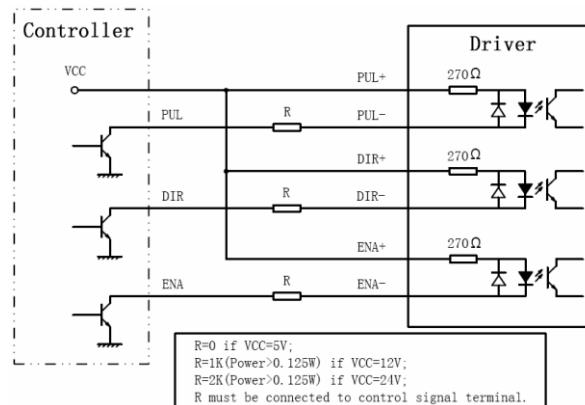 Controller
Driver
VCC
PUL+
270Ω
PUL
R
PUL-
DIR+
270Ω
DIR
R
DIR-
ENA+
270Ω
ENA
R
ENA-
R=0 if VCC=5V;
R=1K(Power>0.125W) if VCC=12V;
R=2K(Power>0.125W) if VCC=24V;
R must be connected to control signal terminal.